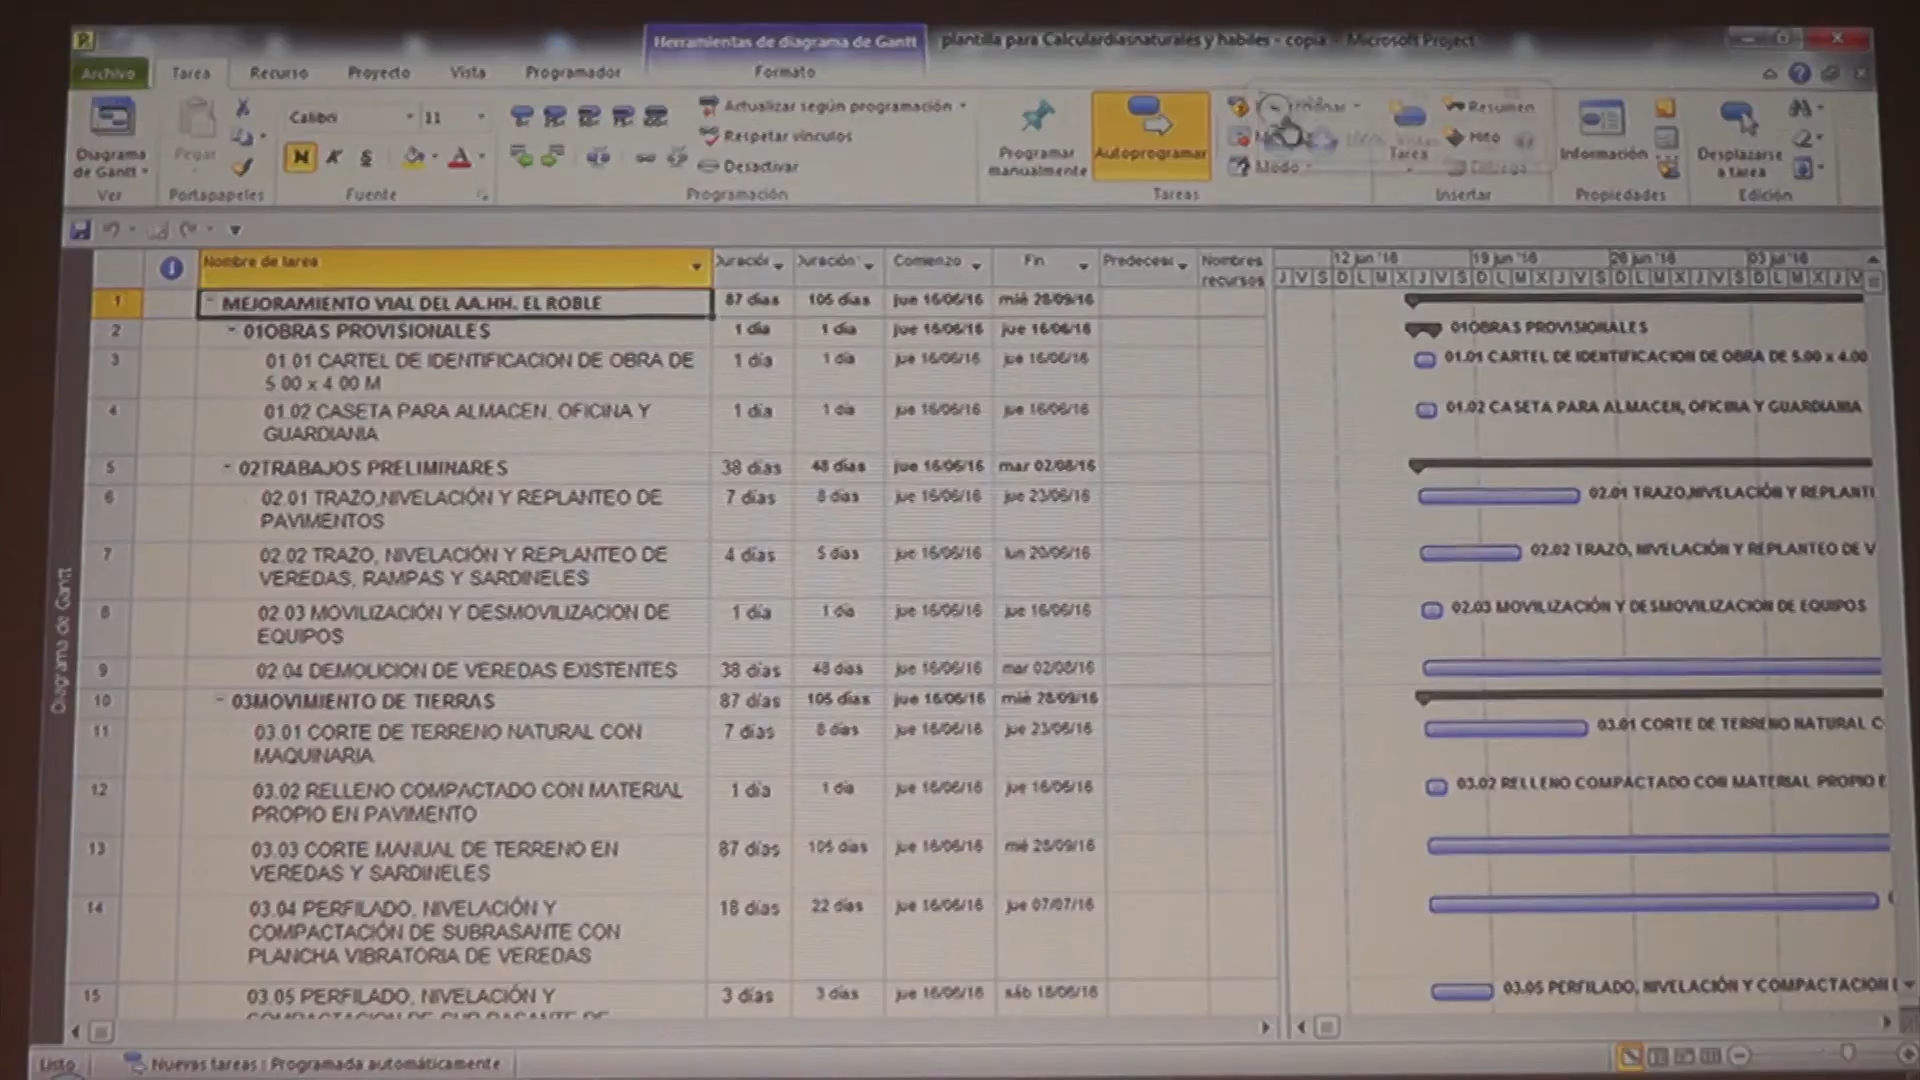 Herramientas de diagrama de Gantt
plantilla para Calculardiasnaturales y habiles - copia - Microsoft Project
Archivo Tarea Recurso Proyecto Vista Programador Formato
Calibri 11
Actualizar según programación
Respetar vínculos
Desactivar
Diagrama de Gantt
Pegar
N K S
Programar manualmente
Autoprogramar
Modo
Tarea
Resumen
Hito
Información
Desplazarse a tarea
Ver Portapapeles Fuente Programación Tareas Insertar Propiedades Edición
Nombre de tarea Duración Duración Comienzo Fin Predeceso Nombres recursos
12 jun '16 19 jun '16 26 jun '16 03 jul '16
J V S D L M X J V S D L M X J V S D L M X J V S D L M X J V
1 MEJORAMIENTO VIAL DEL AA.HH. EL ROBLE 87 días 105 días jue 16/06/16 mié 28/09/16
2 01OBRAS PROVISIONALES 1 día 1 día jue 16/06/16 jue 16/06/16
01OBRAS PROVISIONALES
3 01.01 CARTEL DE IDENTIFICACION DE OBRA DE 5.00 x 4.00 M 1 día 1 día jue 16/06/16 jue 16/06/16
01.01 CARTEL DE IDENTIFICACION DE OBRA DE 5.00 x 4.00
4 01.02 CASETA PARA ALMACEN, OFICINA Y GUARDIANIA 1 día 1 día jue 16/06/16 jue 16/06/16
01.02 CASETA PARA ALMACEN, OFICINA Y GUARDIANIA
5 02TRABAJOS PRELIMINARES 38 días 48 días jue 16/06/16 mar 02/08/16
6 02.01 TRAZO,NIVELACIÓN Y REPLANTEO DE PAVIMENTOS 7 días 8 días jue 16/06/16 jue 23/06/16
02.01 TRAZO,NIVELACIÓN Y REPLANTE
7 02.02 TRAZO, NIVELACIÓN Y REPLANTEO DE VEREDAS, RAMPAS Y SARDINELES 4 días 5 días jue 16/06/16 lun 20/06/16
02.02 TRAZO, NIVELACIÓN Y REPLANTEO DE V
8 02.03 MOVILIZACIÓN Y DESMOVILIZACION DE EQUIPOS 1 día 1 día jue 16/06/16 jue 16/06/16
02.03 MOVILIZACIÓN Y DESMOVILIZACION DE EQUIPOS
9 02.04 DEMOLICION DE VEREDAS EXISTENTES 38 días 48 días jue 16/06/16 mar 02/08/16
10 03MOVIMIENTO DE TIERRAS 87 días 105 días jue 16/06/16 mié 28/09/16
11 03.01 CORTE DE TERRENO NATURAL CON MAQUINARIA 7 días 8 días jue 16/06/16 jue 23/06/16
03.01 CORTE DE TERRENO NATURAL C
12 03.02 RELLENO COMPACTADO CON MATERIAL PROPIO EN PAVIMENTO 1 día 1 día jue 16/06/16 jue 16/06/16
03.02 RELLENO COMPACTADO CON MATERIAL PROPIO E
13 03.03 CORTE MANUAL DE TERRENO EN VEREDAS Y SARDINELES 87 días 105 días jue 16/06/16 mié 28/09/16
14 03.04 PERFILADO, NIVELACIÓN Y COMPACTACIÓN DE SUBRASANTE CON PLANCHA VIBRATORIA DE VEREDAS 18 días 22 días jue 16/06/16 jue 07/07/16
15 03.05 PERFILADO, NIVELACIÓN Y COMPACTACION DE SUB RASANTE DE 3 días 3 días jue 16/06/16 sáb 18/06/16
03.05 PERFILADO, NIVELACIÓN Y COMPACTACION
Diagrama de Gantt
Listo Nuevas tareas : Programada automáticamente